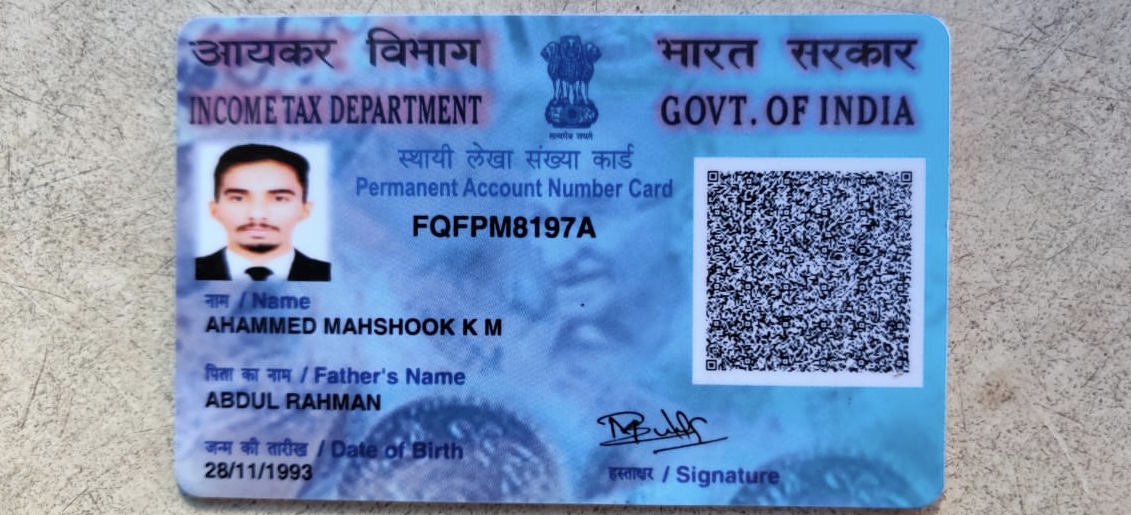 आयकर विभाग
INCOME TAX DEPARTMENT
भारत सरकार
GOVT. OF INDIA
सत्यमेव जयते
स्थायी लेखा संख्या कार्ड
Permanent Account Number Card
FQFPM8197A
नाम / Name
AHAMMED MAHSHOOK K M
पिता का नाम / Father's Name
ABDUL RAHMAN
जन्म की तारीख / Date of Birth
28/11/1993
हस्ताक्षर / Signature